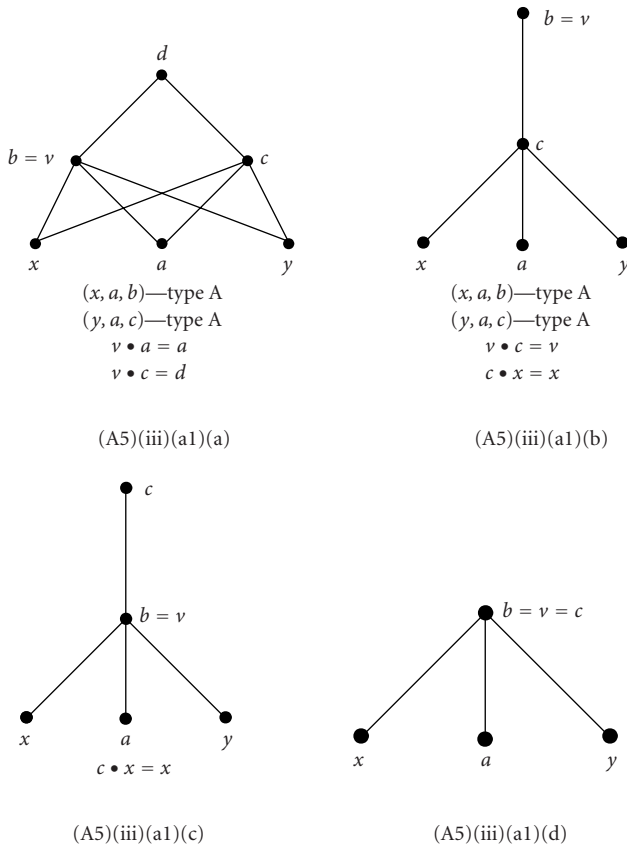 d
b = v
c
x
a
y
(x, a, b)—type A
(y, a, c)—type A
v • a = a
v • c = d
(A5)(iii)(a1)(a)
b = v
c
x
a
y
(x, a, b)—type A
(y, a, c)—type A
v • c = v
c • x = x
(A5)(iii)(a1)(b)
c
b = v
x
a
y
c • x = x
(A5)(iii)(a1)(c)
b = v = c
x
a
y
(A5)(iii)(a1)(d)